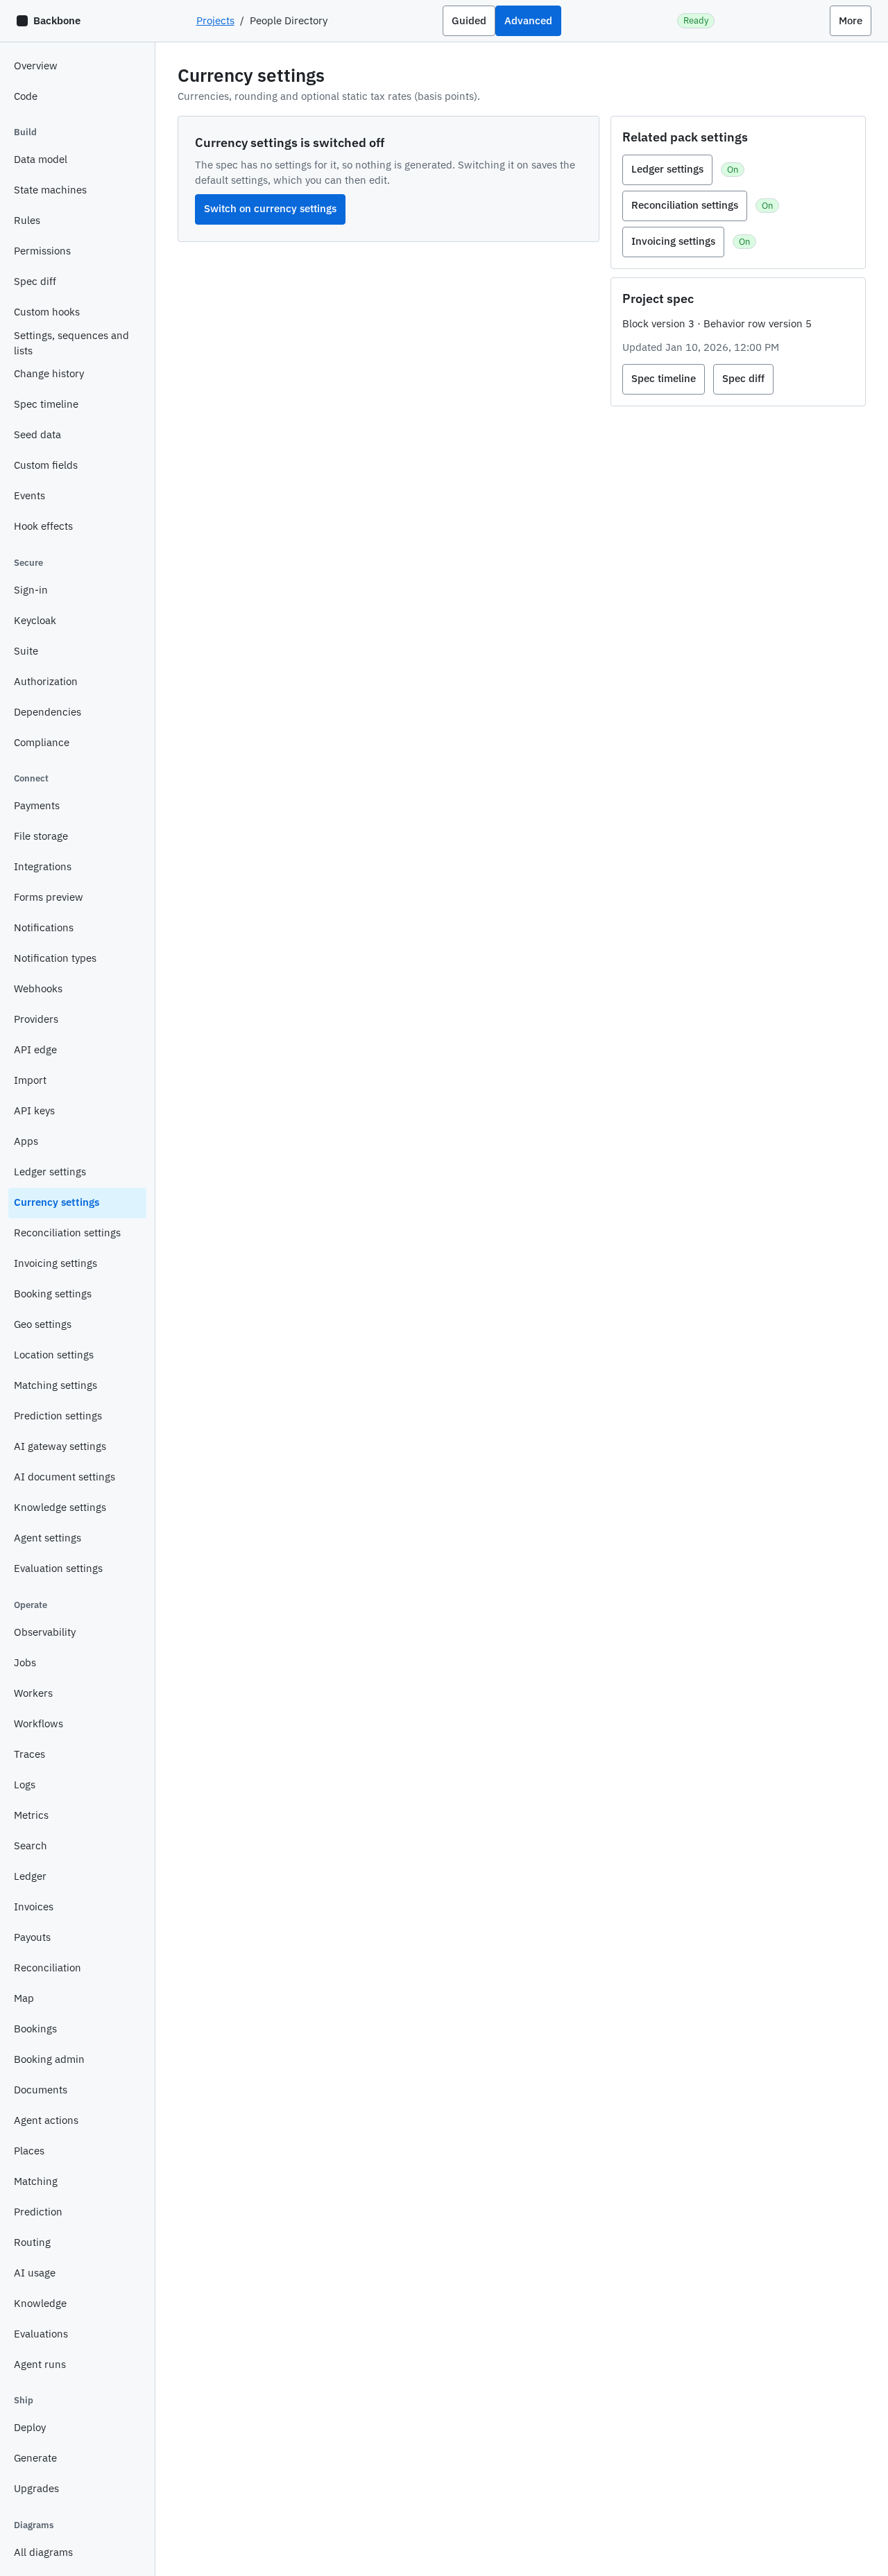 Backbone
Projects / People Directory
Guided
Advanced
Ready
More
Overview
Code
Build
Data model
State machines
Rules
Permissions
Spec diff
Custom hooks
Settings, sequences and
lists
Change history
Spec timeline
Seed data
Custom fields
Events
Hook effects
Secure
Sign-in
Keycloak
Suite
Authorization
Dependencies
Compliance
Connect
Payments
File storage
Integrations
Forms preview
Notifications
Notification types
Webhooks
Providers
API edge
Import
API keys
Apps
Ledger settings
Currency settings
Reconciliation settings
Invoicing settings
Booking settings
Geo settings
Location settings
Matching settings
Prediction settings
AI gateway settings
AI document settings
Knowledge settings
Agent settings
Evaluation settings
Operate
Observability
Jobs
Workers
Workflows
Traces
Logs
Metrics
Search
Ledger
Invoices
Payouts
Reconciliation
Map
Bookings
Booking admin
Documents
Agent actions
Places
Matching
Prediction
Routing
AI usage
Knowledge
Evaluations
Agent runs
Ship
Deploy
Generate
Upgrades
Diagrams
All diagrams
Currency settings
Currencies, rounding and optional static tax rates (basis points).
Currency settings is switched off
The spec has no settings for it, so nothing is generated. Switching it on saves the
default settings, which you can then edit.
Switch on currency settings
Related pack settings
Ledger settings On
Reconciliation settings On
Invoicing settings On
Project spec
Block version 3 · Behavior row version 5
Updated Jan 10, 2026, 12:00 PM
Spec timeline
Spec diff